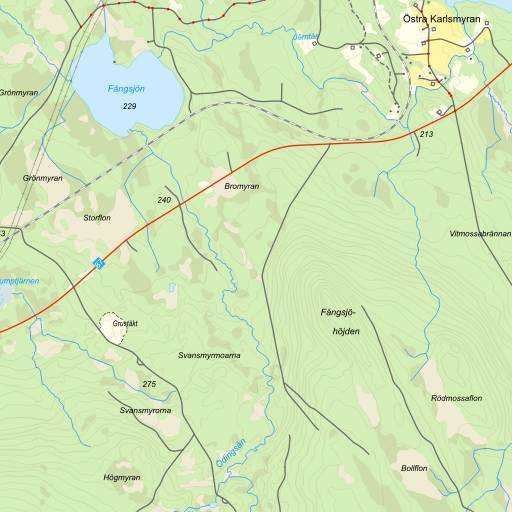 Östra Karlsmyran
Jämtår
Fångsjön
229
Grönmyran
213
Grönmyran
Bromyran
240
Storflon
Vitmossabrännan
Grustäkt
Fångsjö-
höjden
Svansmyrmoarna
275
Rödmossaflon
Svansmyrorna
Ödingsån
Bollflon
Högmyran